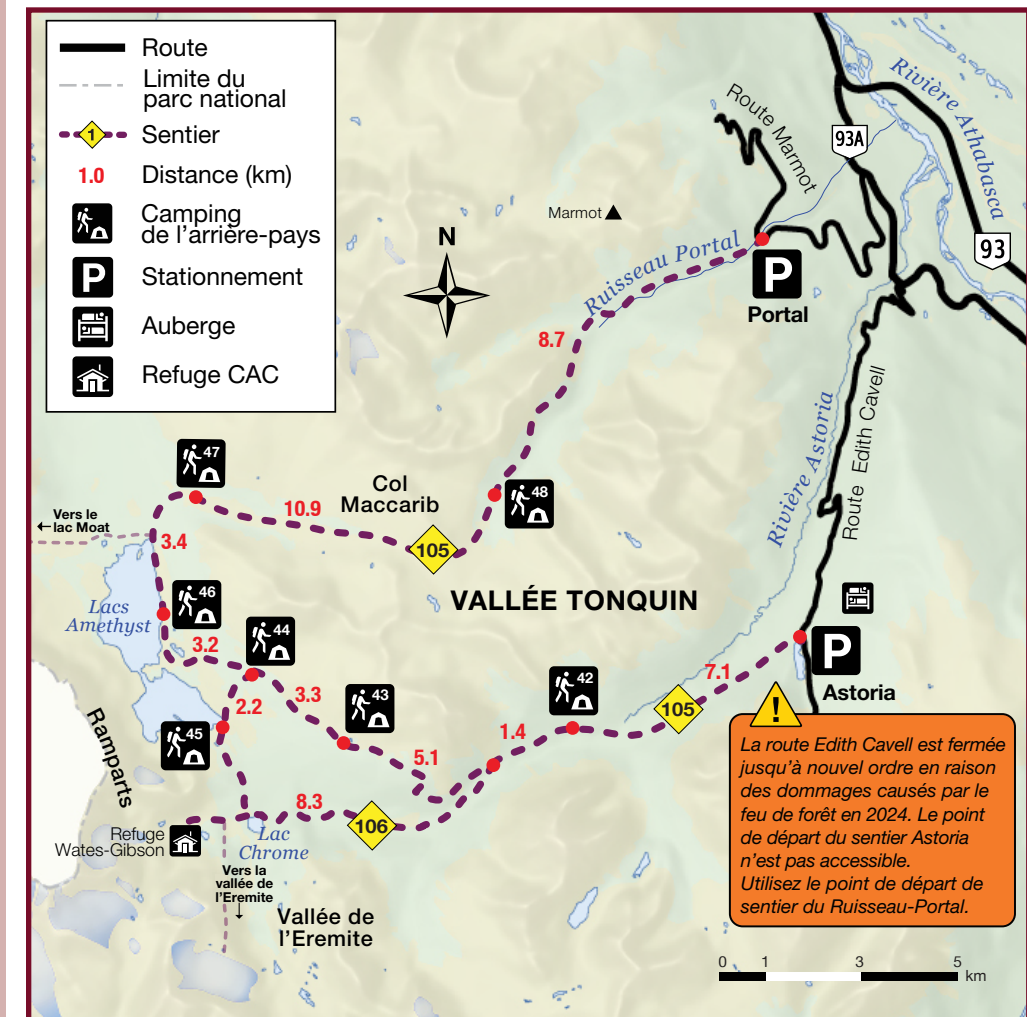 Route
Limite du
parc national
1
Sentier
1.0
Distance (km)
Camping
de l'arrière-pays
P
Stationnement
Auberge
Refuge CAC
N
Route Marmot
93A
Rivière Athabasca
93
Marmot
Ruisseau Portal
P
Portal
8.7
Route Edith Cavell
Rivière Astoria
47
Col
Maccarib
10.9
48
105
Vers le
lac Moat
3.4
46
Lacs
Amethyst
VALLÉE TONQUIN
44
3.2
3.3
43
42
7.1
P
Astoria
105
2.2
45
1.4
5.1
Ramparts
8.3
106
Refuge
Wates-Gibson
Lac
Chrome
Vers la
vallée de
l'Eremite
Vallée de
l'Eremite
!
La route Edith Cavell est fermée
jusqu'à nouvel ordre en raison
des dommages causés par le
feu de forêt en 2024. Le point
de départ du sentier Astoria
n'est pas accessible.
Utilisez le point de départ de
sentier du Ruisseau-Portal.
0 1 3 5
km